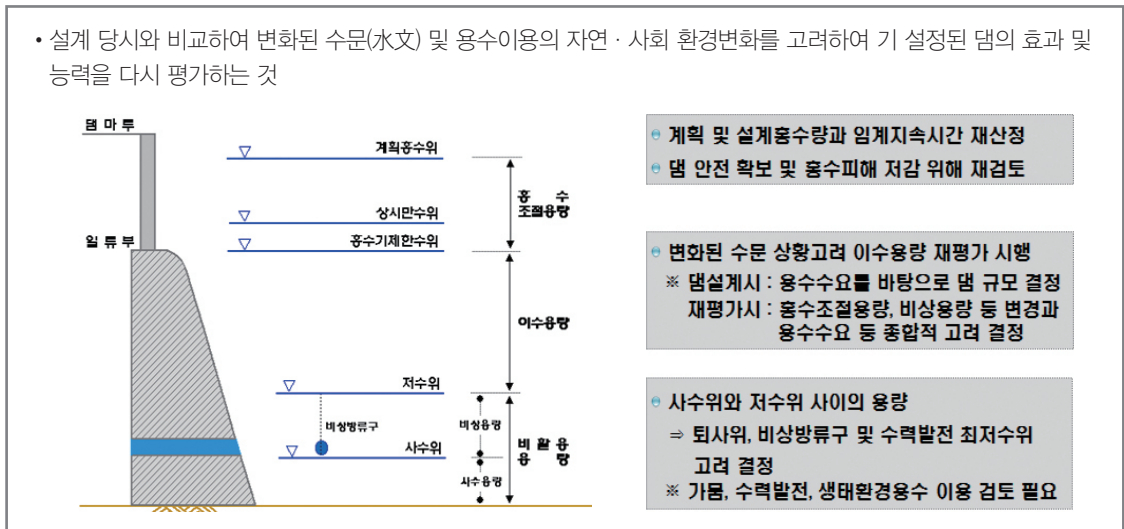 • 설계 당시와 비교하여 변화된 수문(水文) 및 용수이용의 자연 · 사회 환경변화를 고려하여 기 설정된 댐의 효과 및
능력을 다시 평가하는 것
댐마루
계획홍수위
홍 수
조절용량
상시만수위
월류부
홍수기제한수위
이수용량
저수위
비상방류구
비상용량
사수위
비활용
용 량
사수용량
계획 및 설계홍수량과 임계지속시간 재산정
댐 안전 확보 및 홍수피해 저감 위해 재검토
변화된 수문 상황고려 이수용량 재평가 시행
※ 댐설계시 : 용수수요를 바탕으로 댐 규모 결정
재평가시 : 홍수조절용량, 비상용량 등 변경과
용수수요 등 종합적 고려 결정
사수위와 저수위 사이의 용량
⇒ 퇴사위, 비상방류구 및 수력발전 최저수위
고려 결정
※ 가뭄, 수력발전, 생태환경용수 이용 검토 필요